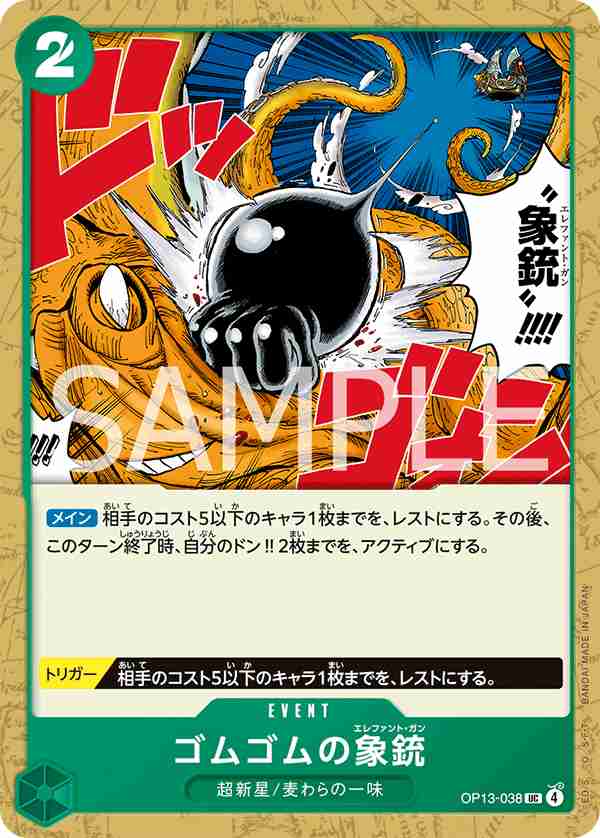 2
ドドッ
エレファント・ガン
〝象銃〟!!!!
SAMPLE
!!!
ゴゴォン
メイン 相手のコスト5以下のキャラ1枚までを、レストにする。その後、
このターン終了時、自分のドン!!2枚までを、アクティブにする。
トリガー 相手のコスト5以下のキャラ1枚までを、レストにする。
EVENT
エレファント・ガン
ゴムゴムの象銃
超新星/麦わらの一味
OP13-038 UC 4
BANDAI MADE IN JAPAN